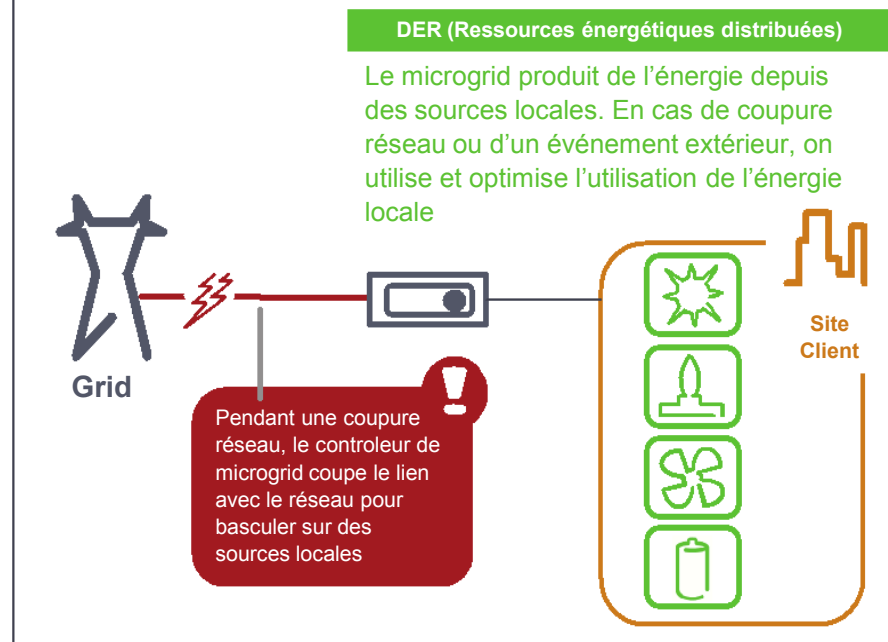 DER (Ressources énergétiques distribuées)
Le microgrid produit de l’énergie depuis
des sources locales. En cas de coupure
réseau ou d’un événement extérieur, on
utilise et optimise l’utilisation de l’énergie
locale
Site
Client
Grid
Pendant une coupure
réseau, le controleur de
microgrid coupe le lien
avec le réseau pour
basculer sur des
sources locales